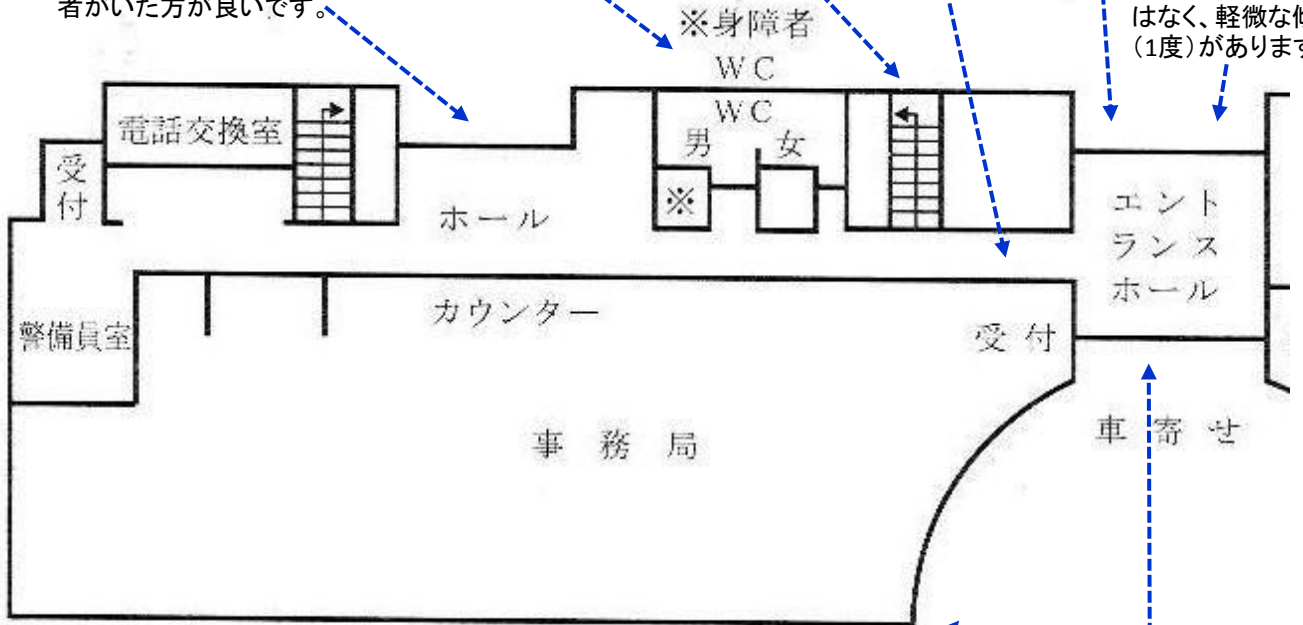 者がいた方が良いです。
はなく、軽微な
（1度）があります
※身障者
WC
WC
男
女
電話交換室
受付
※
ホール
エント
ランス
ホール
カウンター
警備員室
受付
事務局
車寄せ